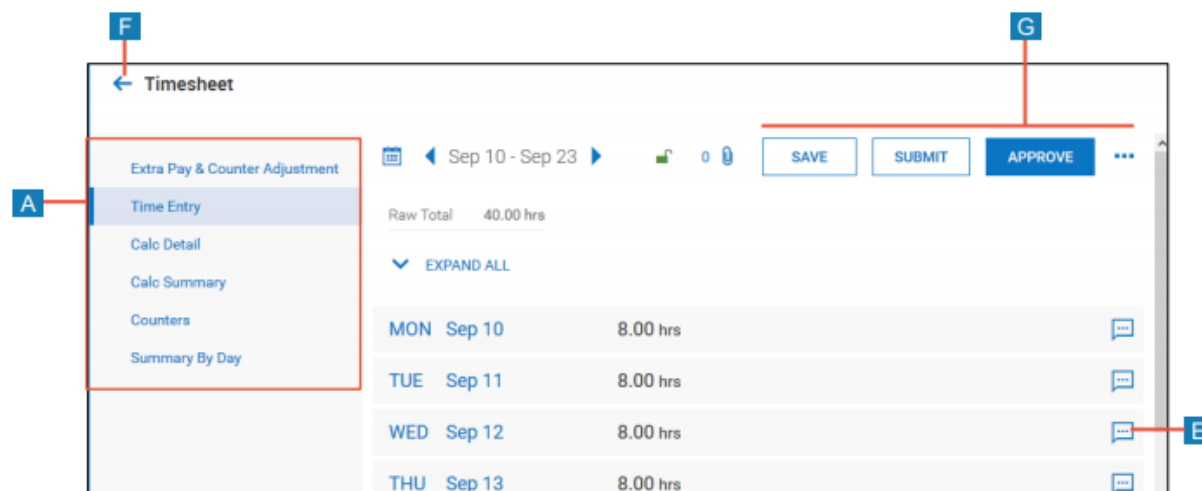 F
G
Timesheet
Extra Pay & Counter Adjustment
Sep 10 - Sep 23
0
SAVE
SUBMIT
APPROVE
A
Time Entry
Raw Total 40.00 hrs
Calc Detail
EXPAND ALL
Calc Summary
Counters
MON Sep 10 8.00 hrs
Summary By Day
TUE Sep 11 8.00 hrs
WED Sep 12 8.00 hrs
E
THU Sep 13 8.00 hrs